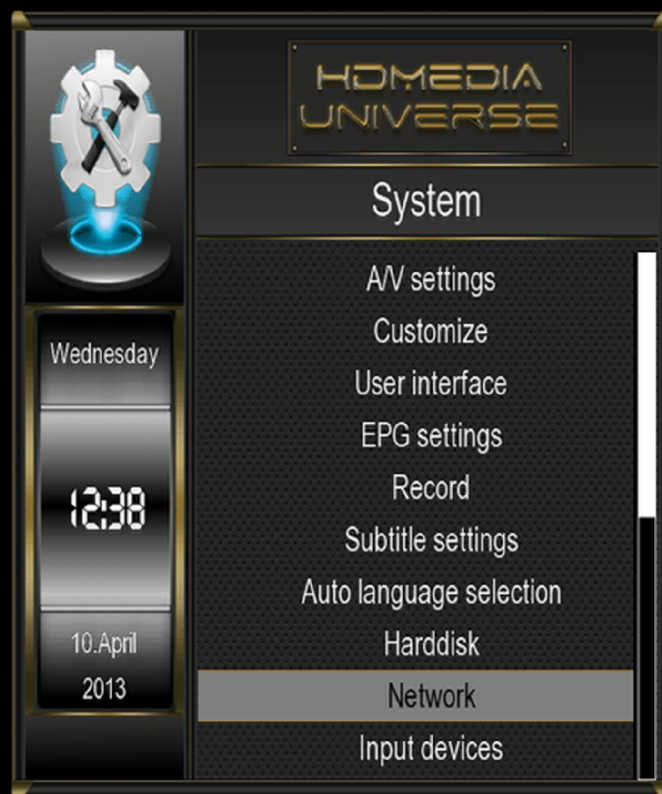 HDMEDIA
UNIVERSE
System
A/V settings
Customize
User interface
EPG settings
Record
Subtitle settings
Auto language selection
Harddisk
Network
Input devices
Wednesday
12:38
10.April
2013